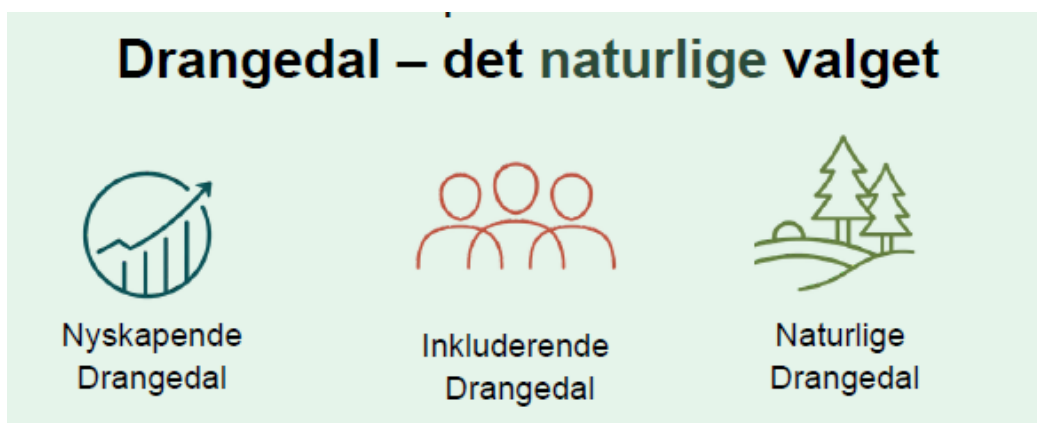 Drangedal – det naturlige valget
Nyskapende
Drangedal
Inkluderende
Drangedal
Naturlige
Drangedal